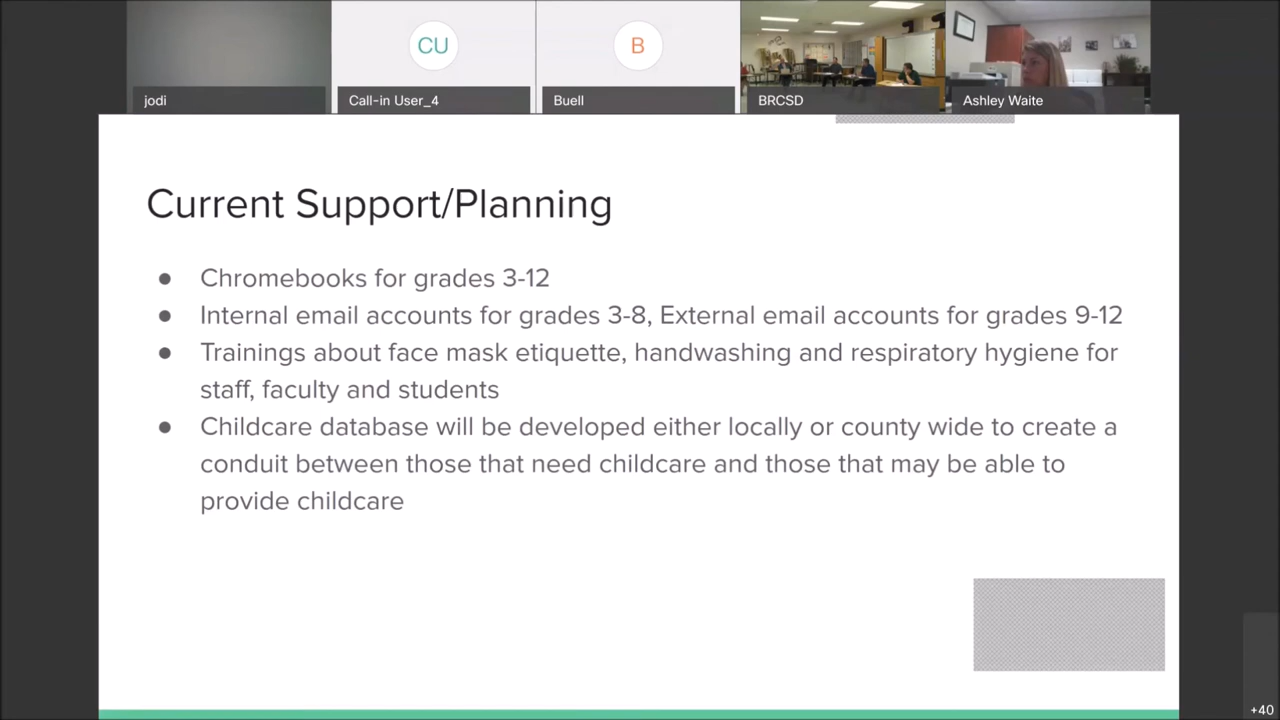 CU
B
jodi
Call-in User_4
Buell
BRCSD
Ashley Waite
Current Support/Planning
● Chromebooks for grades 3-12
● Internal email accounts for grades 3-8, External email accounts for grades 9-12
● Trainings about face mask etiquette, handwashing and respiratory hygiene for
staff, faculty and students
● Childcare database will be developed either locally or county wide to create a
conduit between those that need childcare and those that may be able to
provide childcare
+40